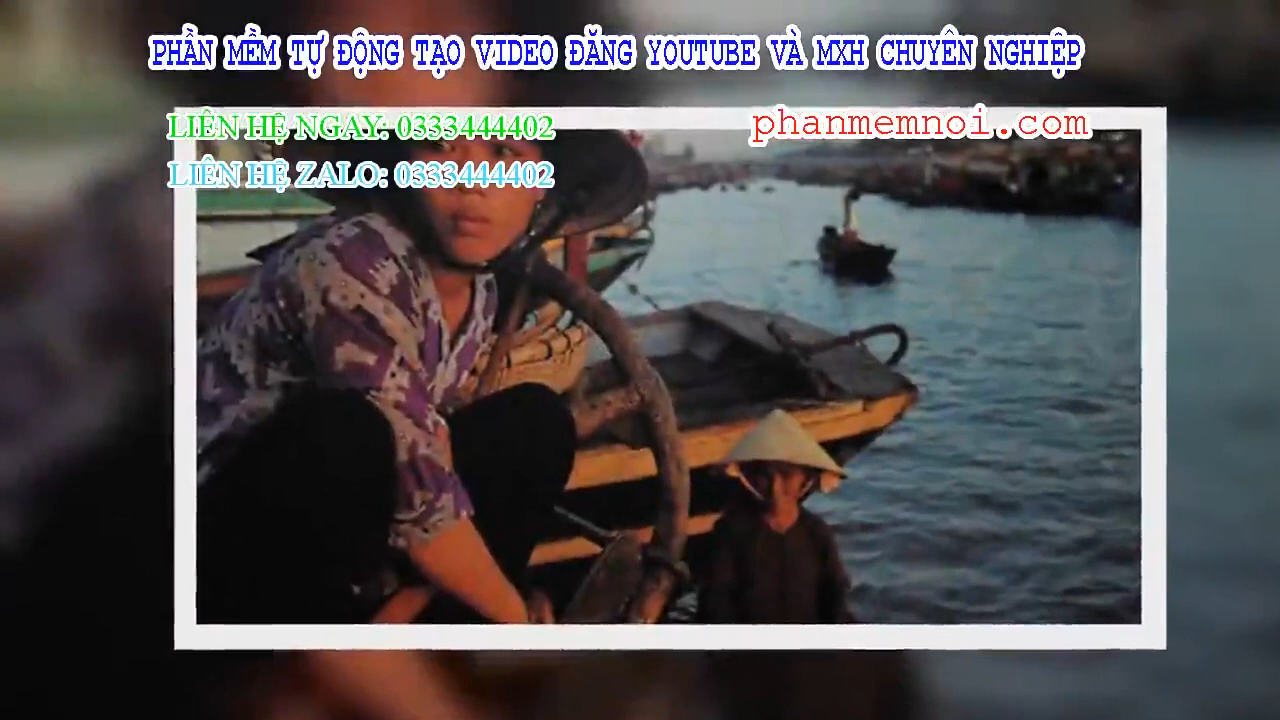 PHẦN MỀM TỰ ĐỘNG TẠO VIDEO ĐĂNG YOUTUBE VÀ MXH CHUYÊN NGHIỆP
LIÊN HỆ NGAY: 0333444402
phanmemnoi.com
LIÊN HỆ ZALO: 0333444402